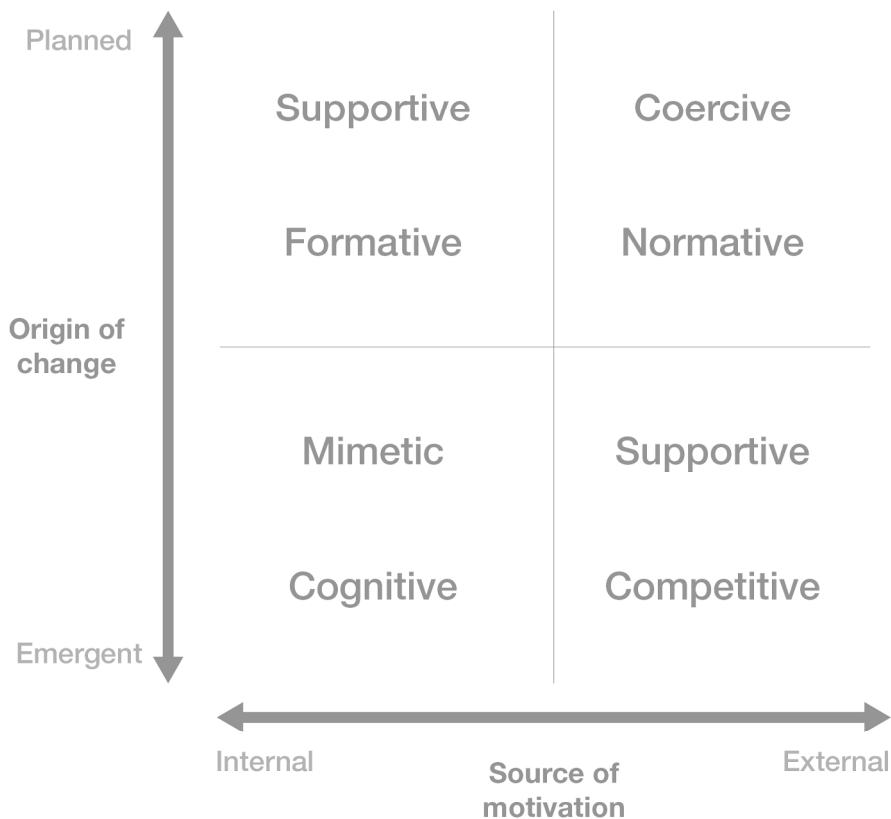 Planned
Supportive
Coercive
Formative
Normative
Origin of
change
Mimetic
Supportive
Cognitive
Competitive
Emergent
Internal
Source of
motivation
External